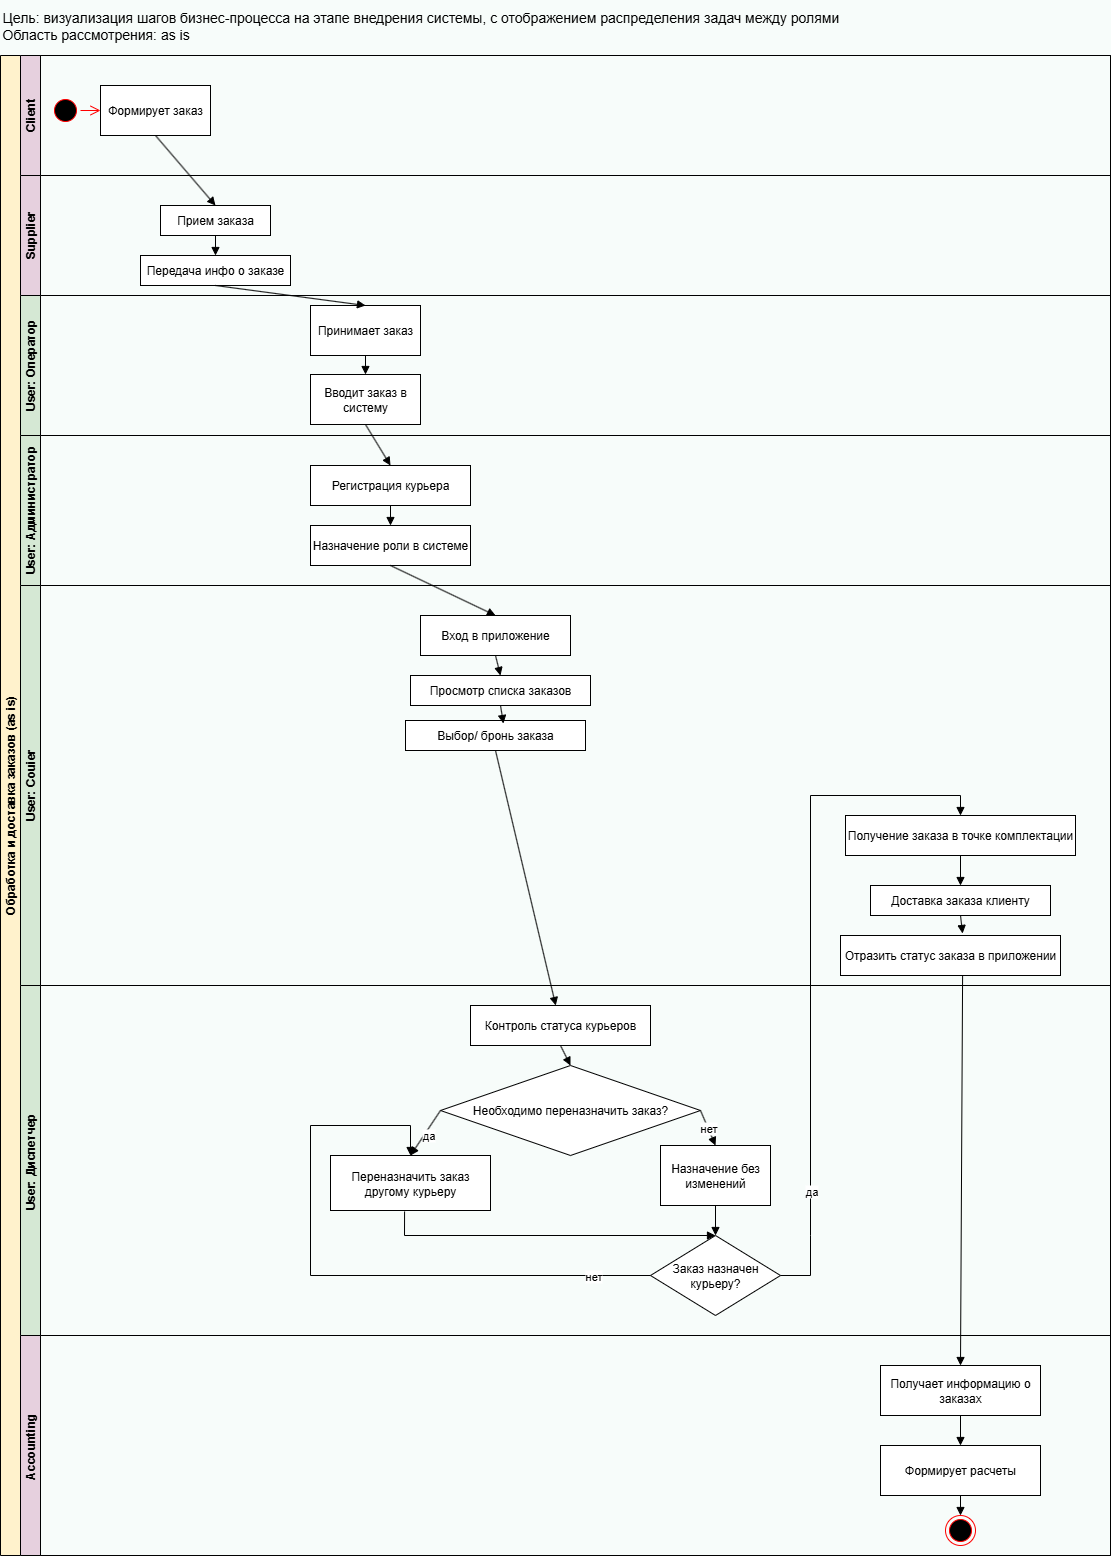 Цель: визуализация шагов бизнес-процесса на этапе внедрения системы, с отображением распределения задач между ролями
Область рассмотрения: as is
Обработка и доставка заказов (as is)
Client
Формирует заказ
Supplier
Прием заказа
Передача инфо о заказе
User: Оператор
Принимает заказ
Вводит заказ в
систему
User: Администратор
Регистрация курьера
Назначение роли в системе
User: Couier
Вход в приложение
Просмотр списка заказов
Выбор/ бронь заказа
Получение заказа в точке комплектации
Доставка заказа клиенту
Отразить статус заказа в приложении
User: Диспетчер
Контроль статуса курьеров
Необходимо переназначить заказ?
да
нет
Переназначить заказ
другому курьеру
Назначение без
изменений
да
Заказ назначен
курьеру?
нет
Accounting
Получает информацию о
заказах
Формирует расчеты